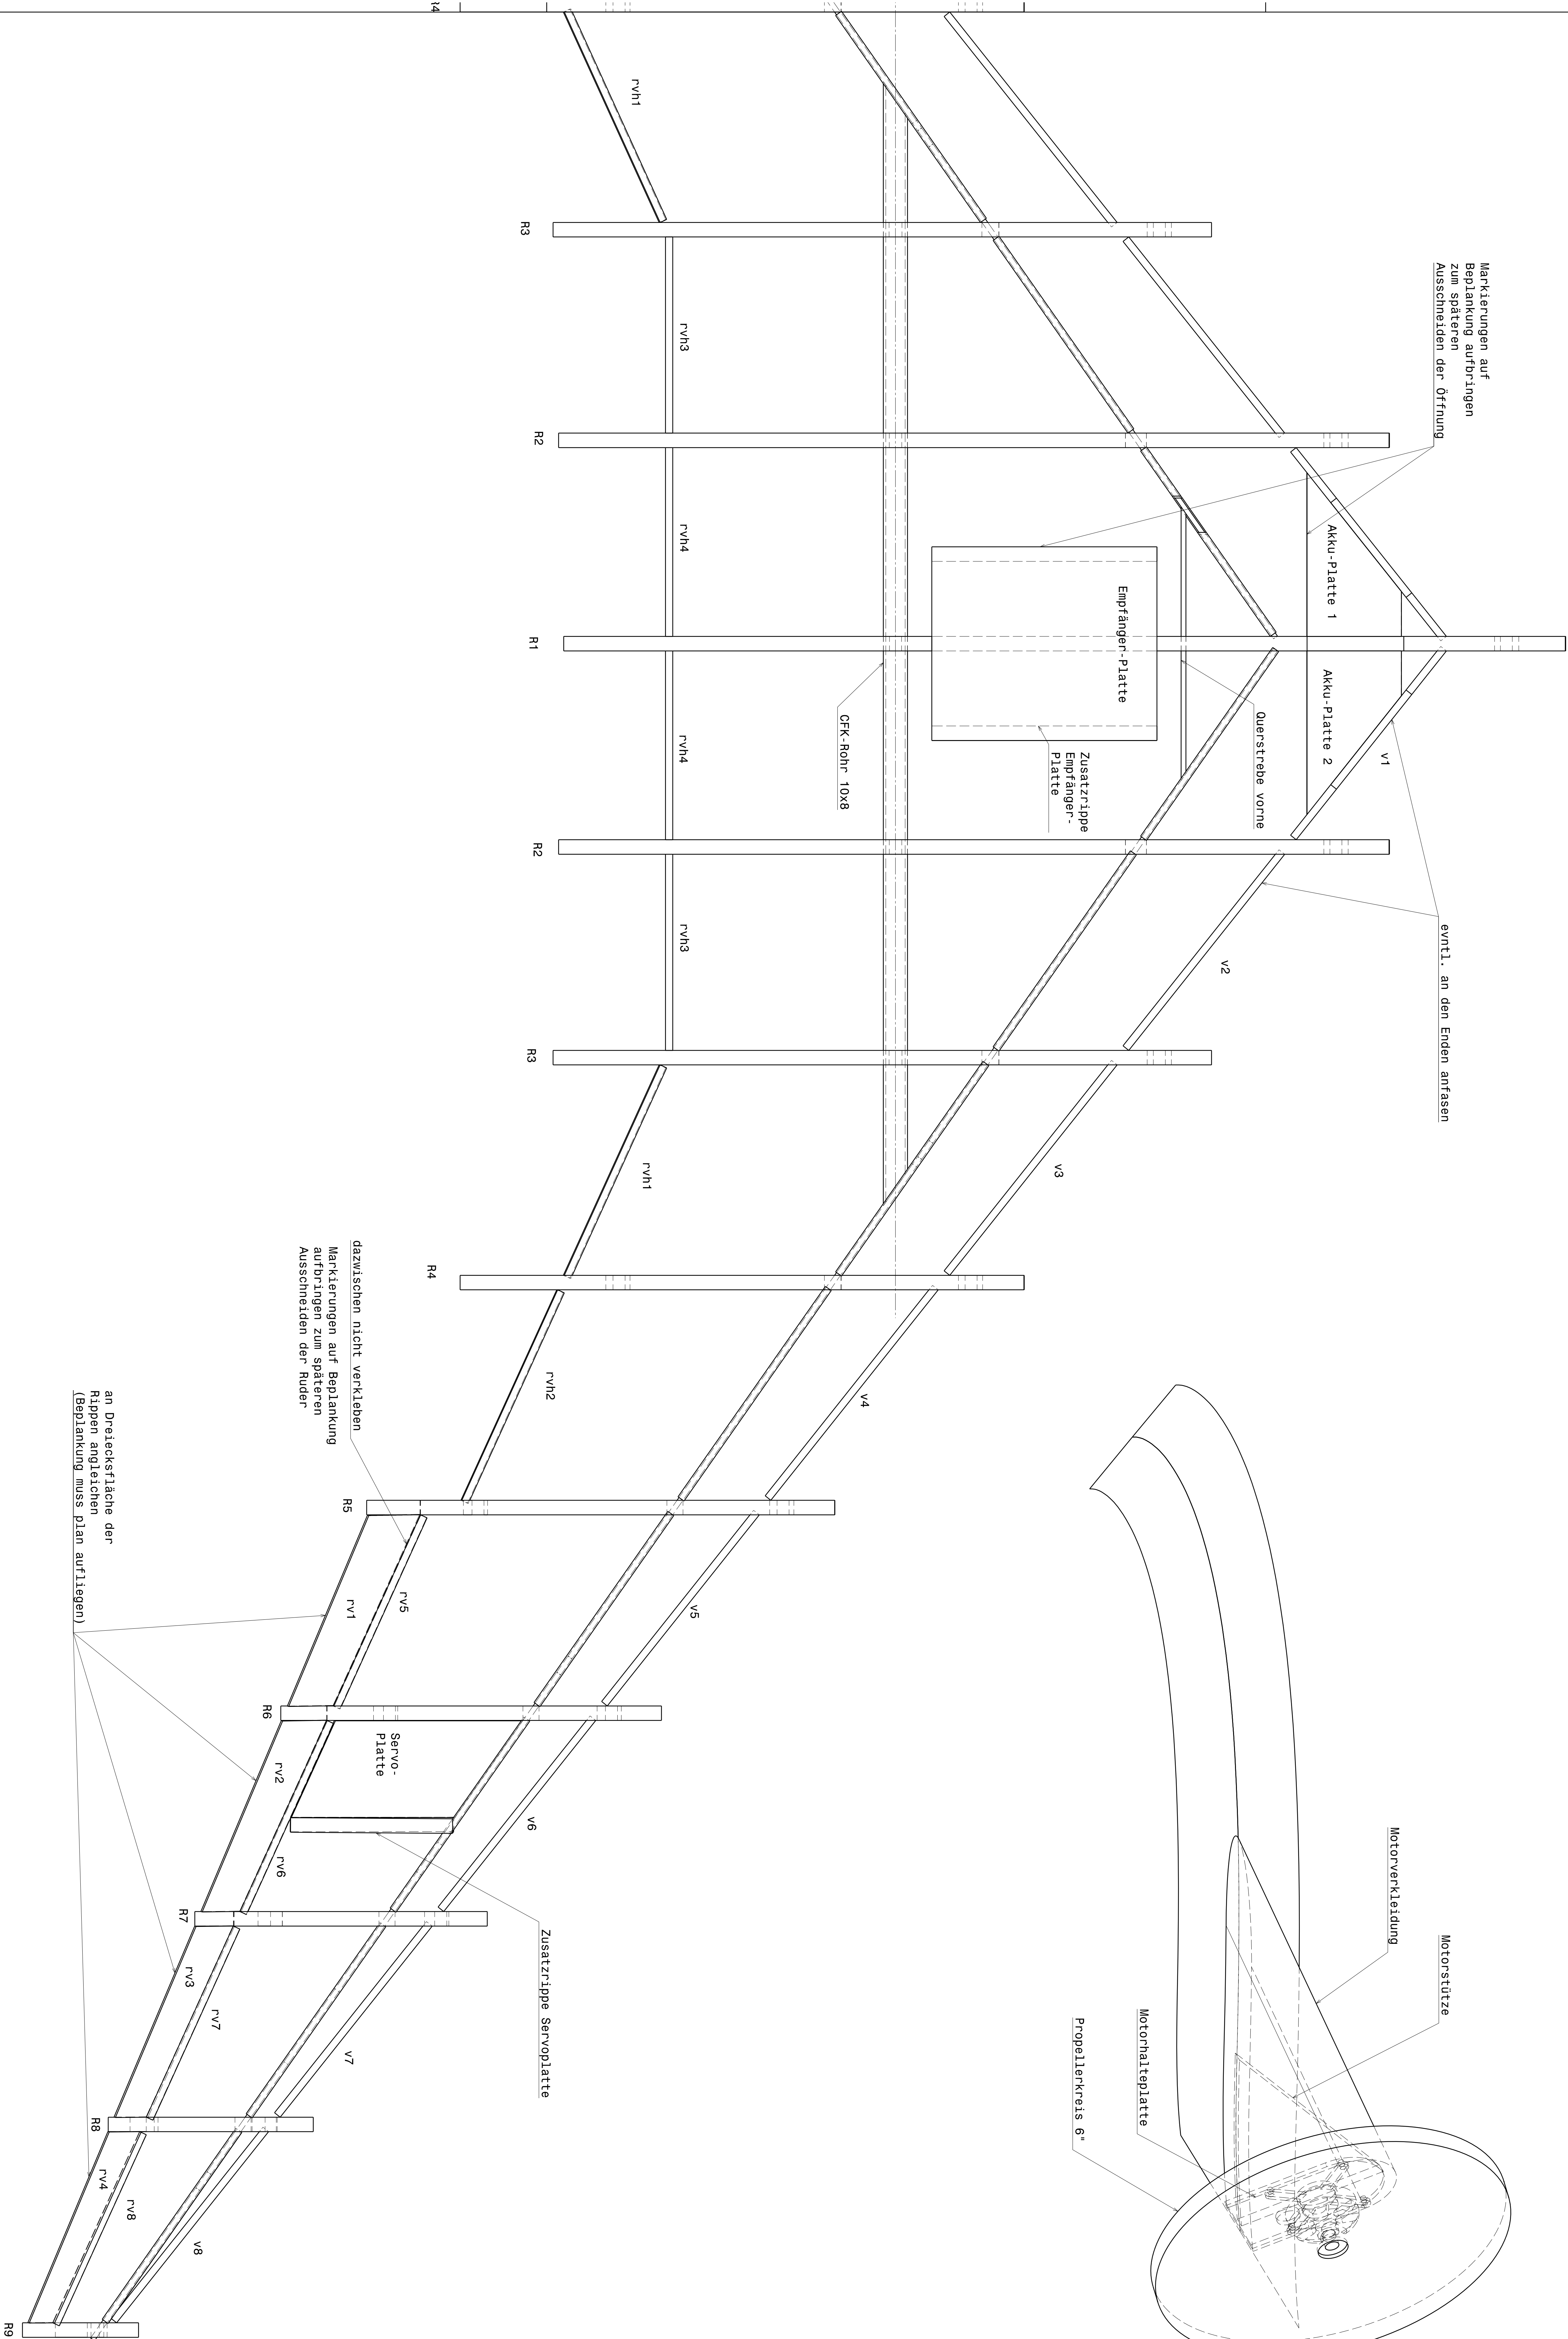 R4
rvh1
R3
Markierungen auf
Beplankung aufbringen
zum späteren
Ausschneiden der Öffnung
rvh3
R2
Akku-Platte 1
rvh4
Empfänger-Platte
R1
Akku-Platte 2
Querstrebe vorne
v1
CFK-Rohr 10x8
Zusatzrippe
Empfänger-
Platte
rvh4
R2
evntl. an den Enden anfasen
v2
rvh3
R3
v3
rvh1
R4
dazwischen nicht verkleben
Markierungen auf Beplankung
aufbringen zum späteren
Ausschneiden der Ruder
v4
rvh2
an Dreiecksfläche der
Rippen angleichen
(Beplankung muss plan aufliegen)
R5
v5
rv5
rv1
R6
Servo-
Platte
rv2
v6
rv6
R7
Zusatzrippe Servoplatte
Motorverkleidung
Motorstütze
Motorhalteplatte
Propellerkreis 6"
rv3
rv7
v7
R8
rv4
rv8
v8
R9